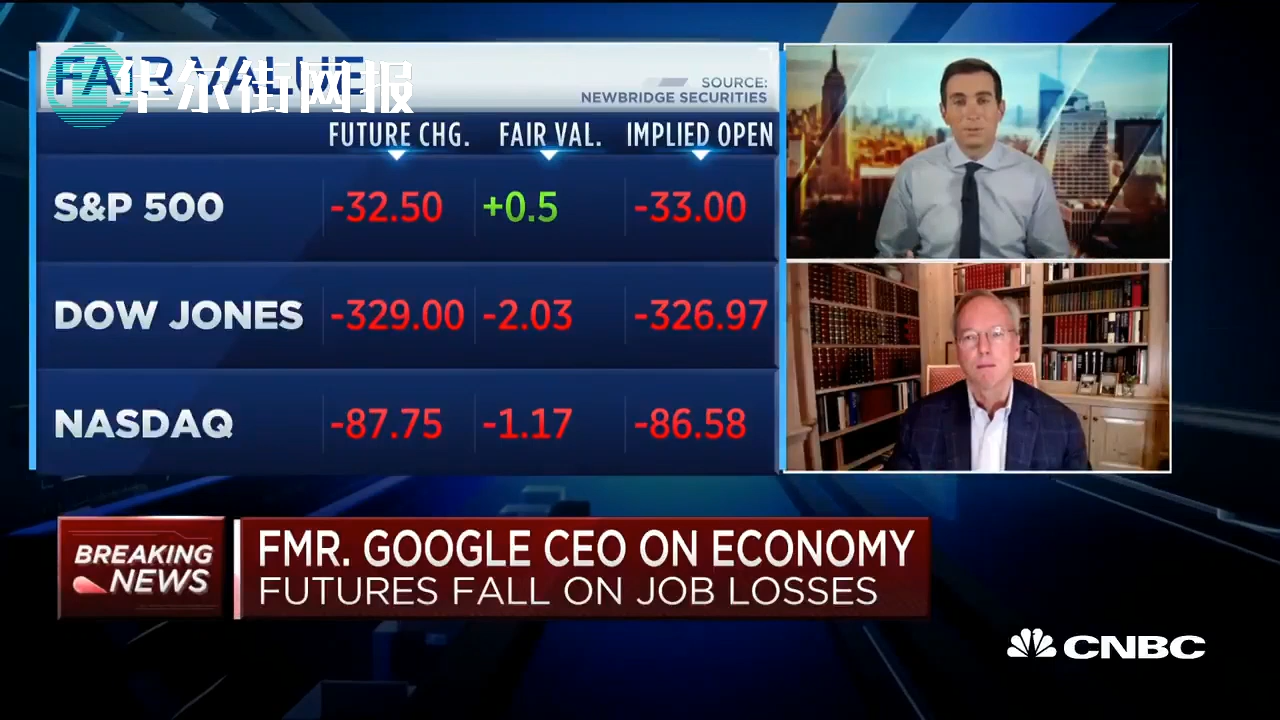 FAIR VALUE
华尔街网报
SOURCE:
NEWBRIDGE SECURITIES
FUTURE CHG. FAIR VAL. IMPLIED OPEN
S&P 500 -32.50 +0.5 -33.00
DOW JONES -329.00 -2.03 -326.97
NASDAQ -87.75 -1.17 -86.58
BREAKING
NEWS
FMR. GOOGLE CEO ON ECONOMY
FUTURES FALL ON JOB LOSSES
CNBC